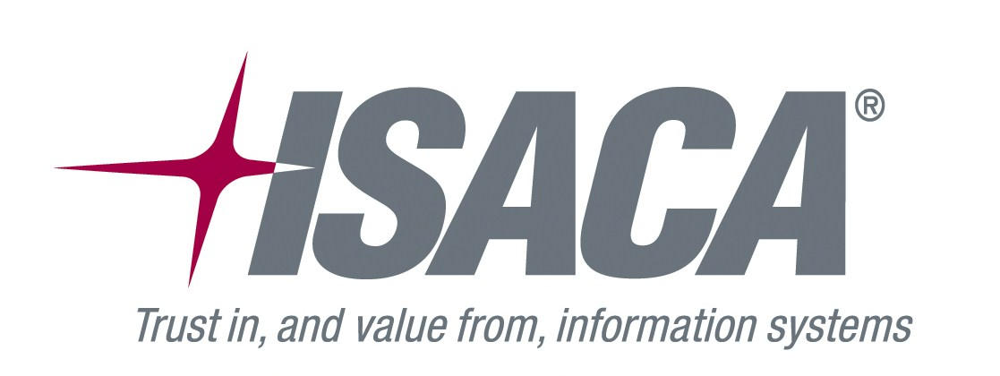 ISACA®
Trust in, and value from, information systems